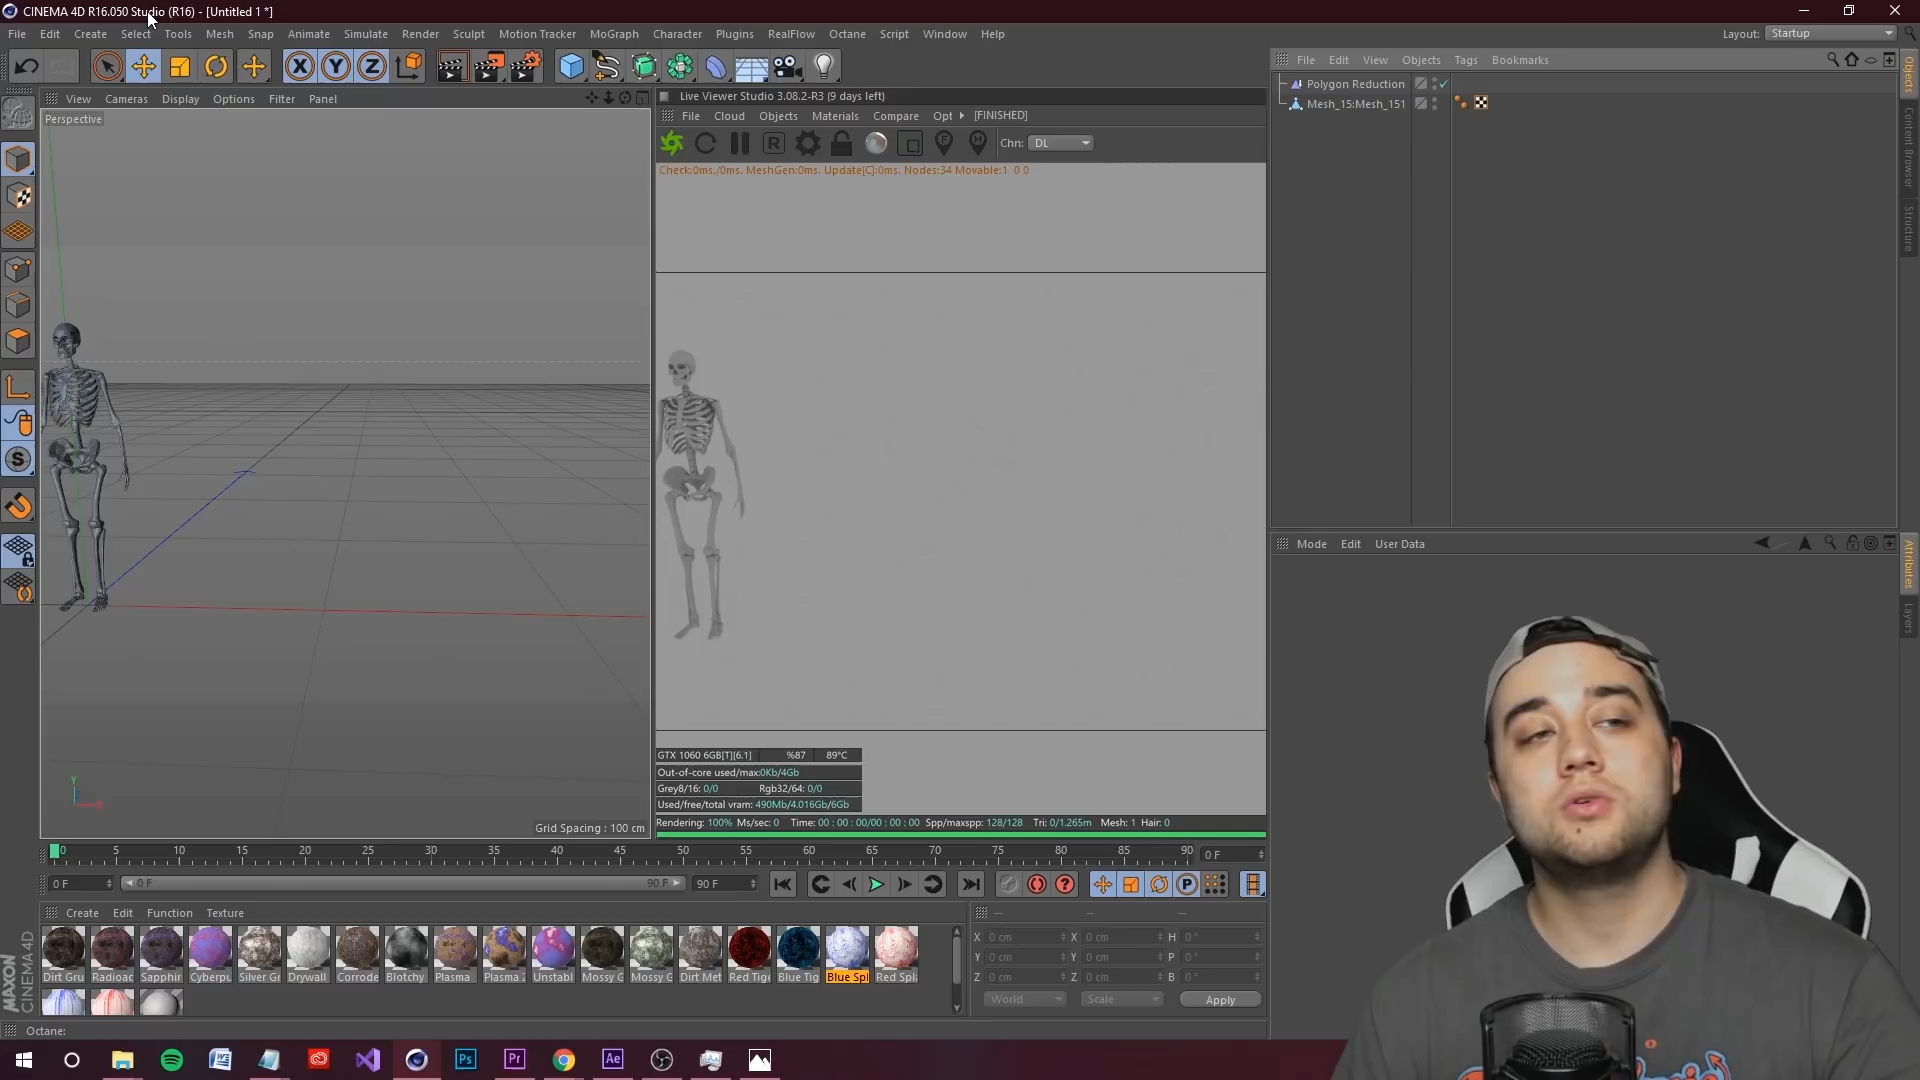 CINEMA 4D R16.050 Studio (R16) - [Untitled 1 *]
File Edit Create Select Tools Mesh Snap Animate Simulate Render Sculpt Motion Tracker MoGraph Character Plugins RealFlow Octane Script Window Help
Layout: Startup
View Cameras Display Options Filter Panel
Perspective
Grid Spacing : 100 cm
Live Viewer Studio 3.08.2-R3 (9 days left)
File Cloud Objects Materials Compare Opt [FINISHED]
Chn: DL
Check:0ms./0ms. MeshGen:0ms. Update[C]:0ms. Nodes:34 Movable:1 0 0
GTX 1060 6GB[T][6.1] %87 89°C
Out-of-core used/max:0Kb/4Gb
Grey8/16: 0/0 Rgb32/64: 0/0
Used/free/total vram: 490Mb/4.016Gb/6Gb
Rendering: 100% Ms/sec: 0 Time: 00 : 00 : 00/00 : 00 : 00 Spp/maxspp: 128/128 Tri: 0/1.265m Mesh: 1 Hair: 0
File Edit View Objects Tags Bookmarks
Polygon Reduction
Mesh_15:Mesh_151
Objects
Content Browser
Structure
Mode Edit User Data
Attributes
Layers
0 5 10 15 20 25 30 35 40 45 50 55 60 65 70 75 80 85 90 0 F
0 F 0 F 90 F 90 F
Create Edit Function Texture
Dirt Gru Radioac Sapphir Cyberpu Silver Gr Drywall Corrode Blotchy Plasma Plasma 2 Unstabl Mossy G Mossy G Dirt Met Red Tige Blue Tig Blue Spl Red Spl
X 0 cm X 0 cm H 0 °
Y 0 cm Y 0 cm P 0 °
Z 0 cm Z 0 cm B 0 °
World Scale Apply
MAXON
CINEMA 4D
Octane:
Ps Pr Ae